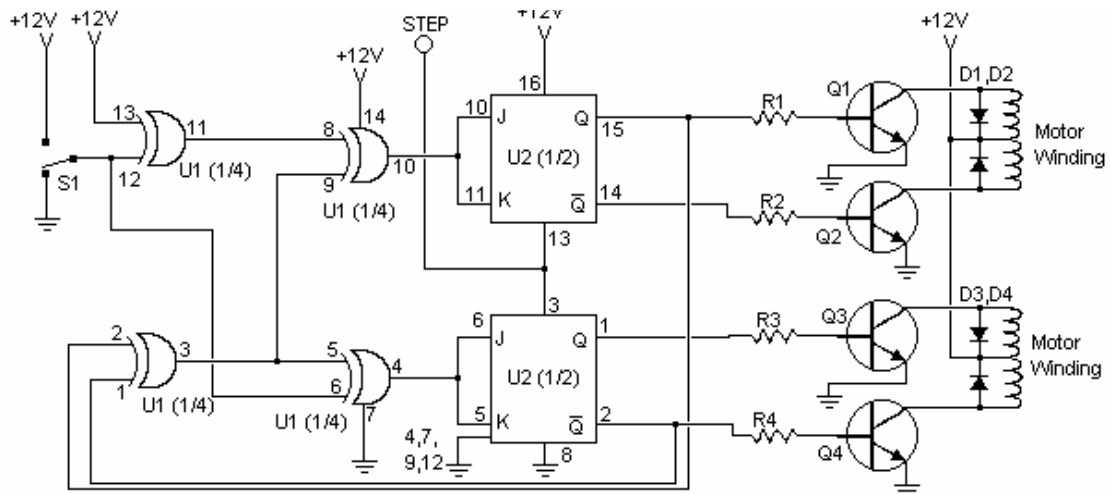 +12V
+12V
STEP
+12V
+12V
+12V
13
12
11
U1 (1/4)
S1
14
8
9
10
U1 (1/4)
16
10
J
Q
15
U2 (1/2)
11
K
Q̅
14
13
R1
R2
Q1
Q2
D1,D2
Motor
Winding
2
1
3
U1 (1/4)
5
6
4
7
U1 (1/4)
3
6
J
Q
1
U2 (1/2)
5
K
Q̅
2
8
4,7,
9,12
R3
R4
Q3
Q4
D3,D4
Motor
Winding